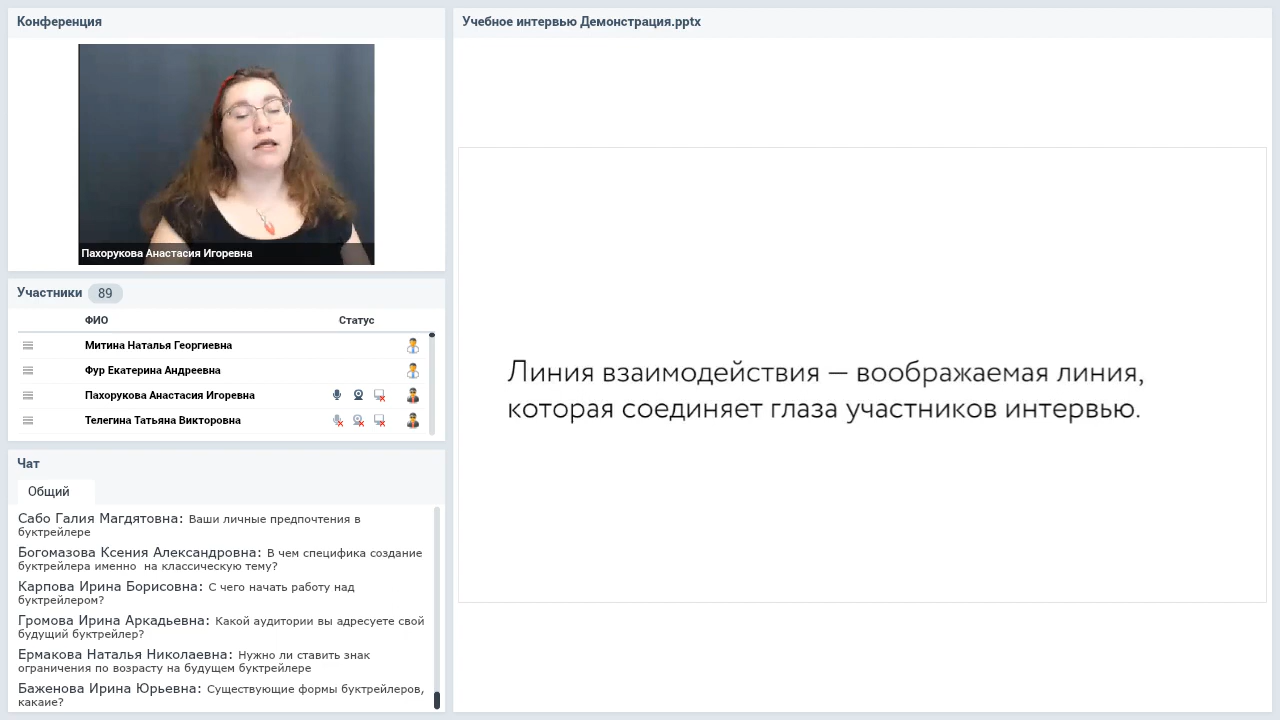 Конференция
Пахорукова Анастасия Игоревна
Участники 89
ФИО Статус
Митина Наталья Георгиевна
Фур Екатерина Андреевна
Пахорукова Анастасия Игоревна
Телегина Татьяна Викторовна
Чат
Общий
Сабо Галия Магдятовна: Ваши личные предпочтения в
буктрейлере
Богомазова Ксения Александровна: В чем специфика создание
буктрейлера именно  на классическую тему?
Карпова Ирина Борисовна: С чего начать работу над
буктрейлером?
Громова Ирина Аркадьевна: Какой аудитории вы адресуете свой
будущий буктрейлер?
Ермакова Наталья Николаевна: Нужно ли ставить знак
ограничения по возрасту на будущем буктрейлере
Баженова Ирина Юрьевна: Существующие формы буктрейлеров,
какаие?
Учебное интервью Демонстрация.pptx
Линия взаимодействия — воображаемая линия,
которая соединяет глаза участников интервью.